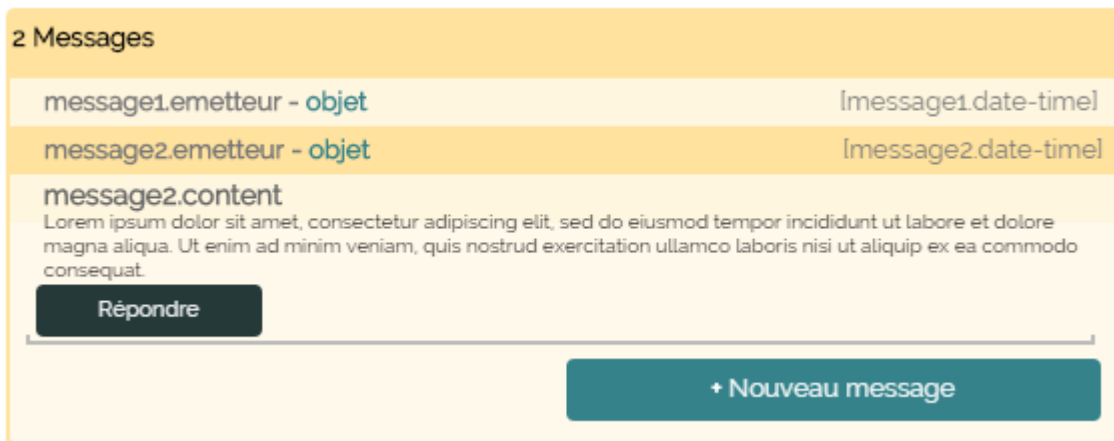 2 Messages
message1.emetteur - objet [message1.date-time]
message2.emetteur - objet [message2.date-time]
message2.content
Lorem ipsum dolor sit amet, consectetur adipiscing elit, sed do eiusmod tempor incididunt ut labore et dolore
magna aliqua. Ut enim ad minim veniam, quis nostrud exercitation ullamco laboris nisi ut aliquip ex ea commodo
consequat.
Répondre
+ Nouveau message